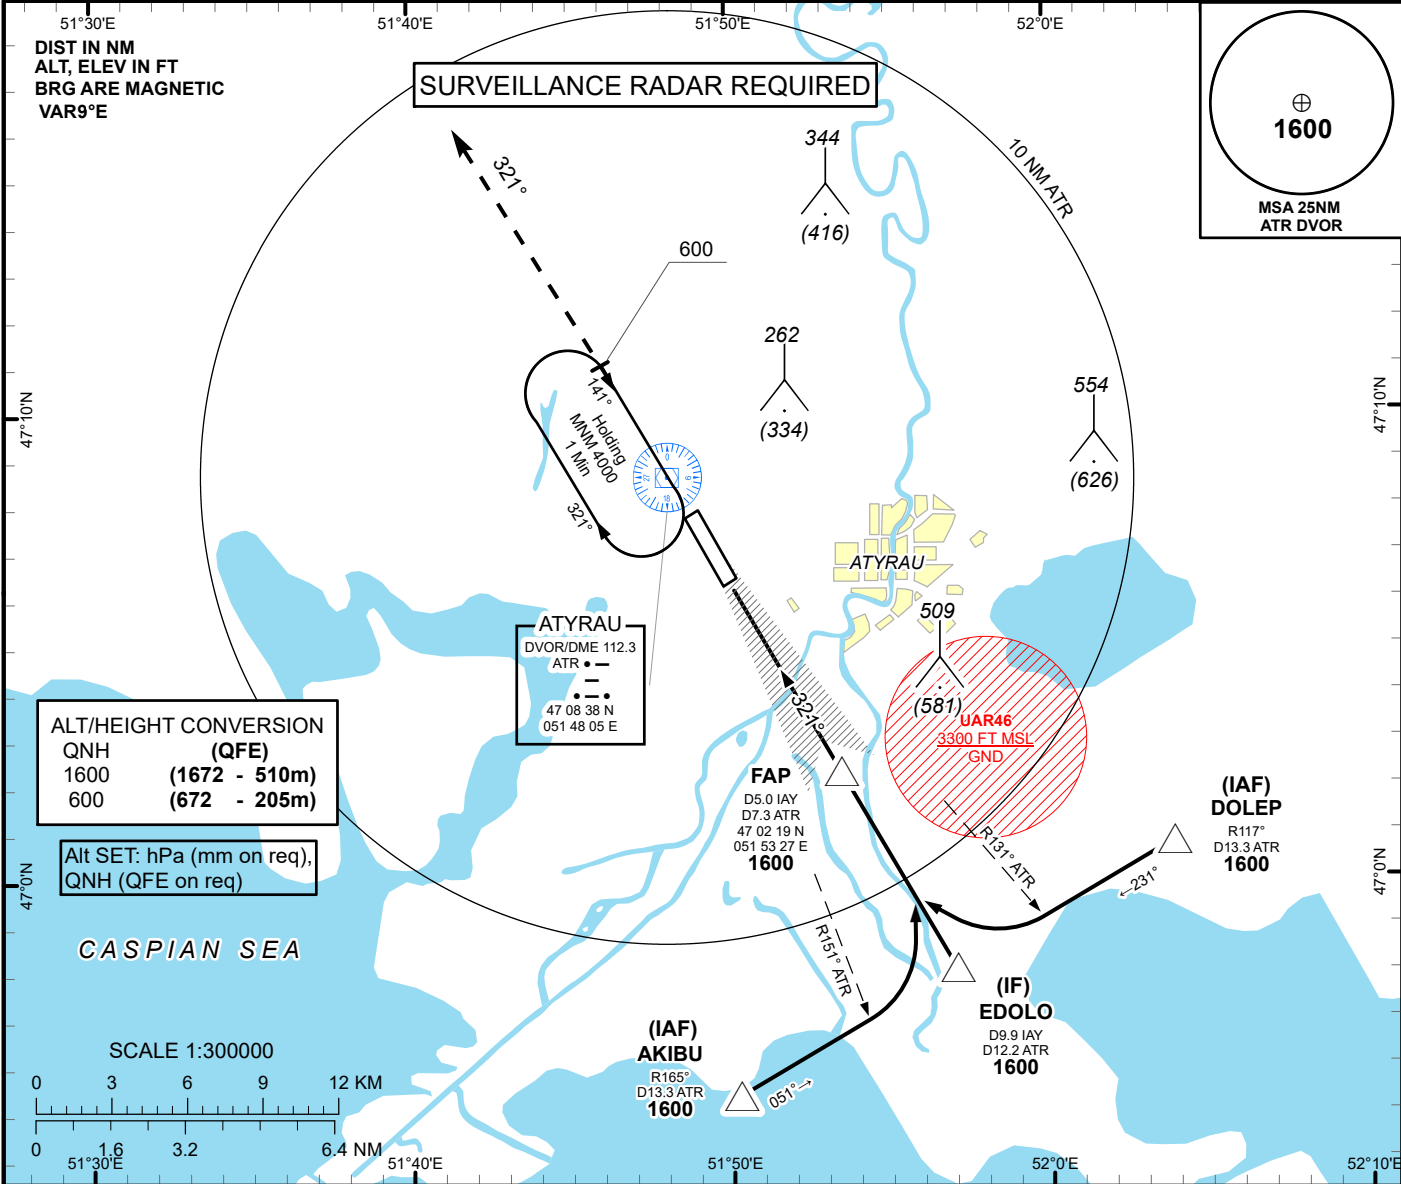 51°30'E
51°40'E
51°50'E
52°0'E
DIST IN NM
ALT, ELEV IN FT
BRG ARE MAGNETIC
VAR9°E
SURVEILLANCE RADAR REQUIRED
1600
MSA 25NM
ATR DVOR
10 NM ATR
321°
344
(416)
600
262
(334)
554
(626)
47°10'N
47°10'N
141°
Holding
MNM 4000
1 Min
321°
0
9
18
27
ATYRAU
509
(581)
ATYRAU
DVOR/DME 112.3
ATR
47 08 38 N
051 48 05 E
321°
UAR46
3300 FT MSL
GND
ALT/HEIGHT CONVERSION
QNH (QFE)
1600 (1672 - 510m)
600 (672 - 205m)
FAP
D5.0 IAY
D7.3 ATR
47 02 19 N
051 53 27 E
1600
(IAF)
DOLEP
R117°
D13.3 ATR
1600
R131° ATR
←231°
Alt SET: hPa (mm on req),
QNH (QFE on req)
47°0'N
47°0'N
CASPIAN SEA
R151° ATR
(IF)
EDOLO
D9.9 IAY
D12.2 ATR
1600
(IAF)
AKIBU
R165°
D13.3 ATR
1600
051°→
SCALE 1:300000
0 3 6 9 12 KM
0 1.6 3.2 6.4 NM
51°30'E
51°40'E
51°50'E
52°0'E
52°10'E